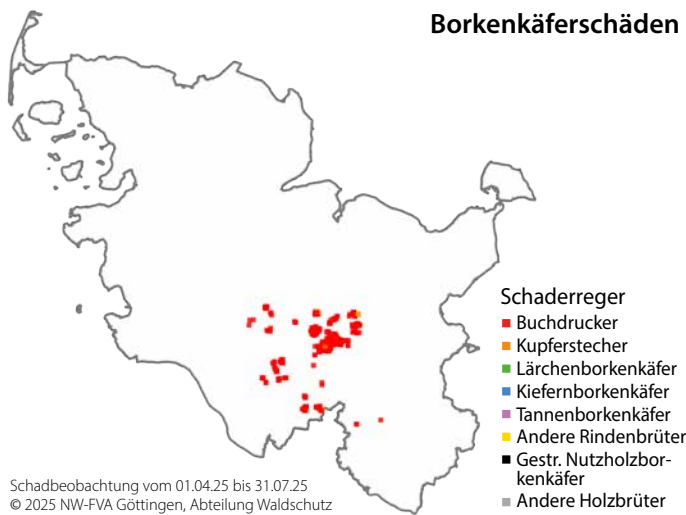 Borkenkäferschäden
Schaderreger
Buchdrucker
Kupferstecher
Lärchenborkenkäfer
Kiefernborkenkäfer
Tannenborkenkäfer
Andere Rindenbrüter
Gestr. Nutzholzbor-
kenkäfer
Andere Holzbrüter
Schadbeobachtung vom 01.04.25 bis 31.07.25
© 2025 NW-FVA Göttingen, Abteilung Waldschutz